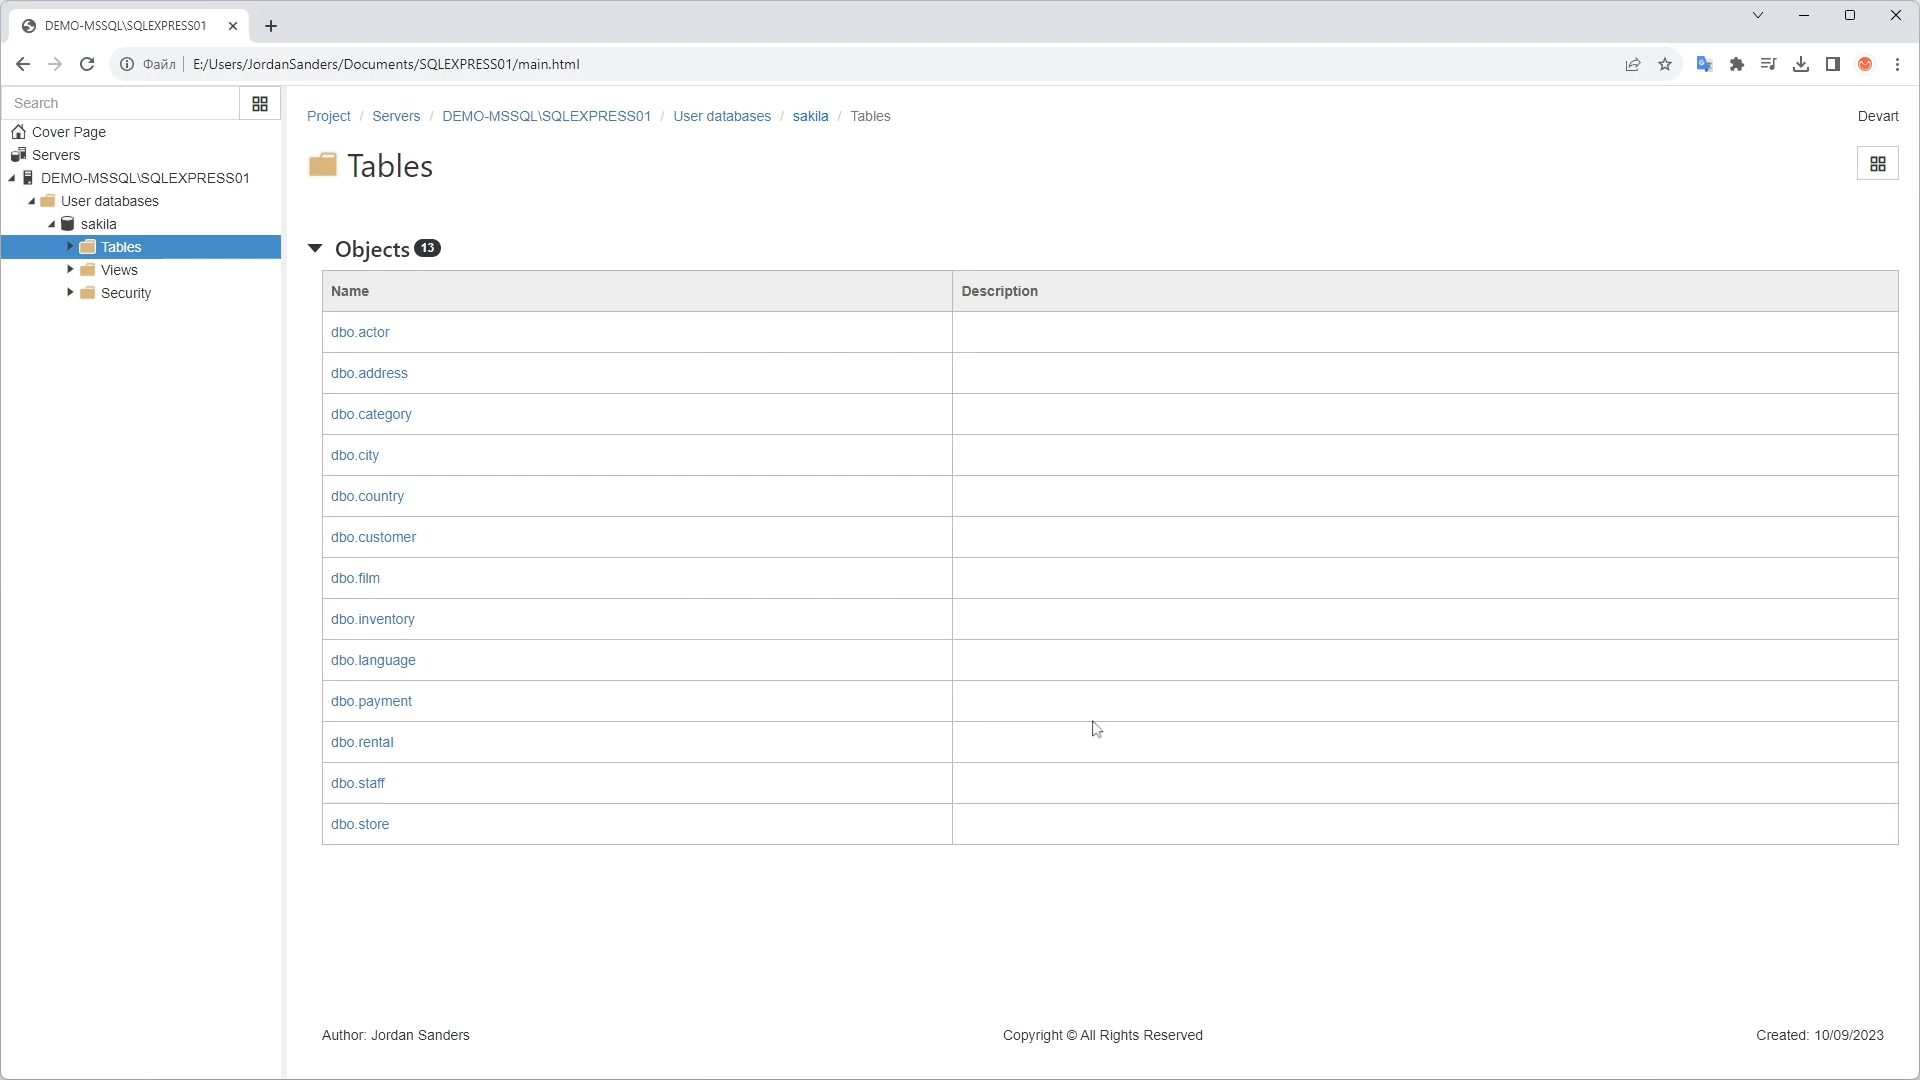 DEMO-MSSQL\SQLEXPRESS01
Файл E:/Users/JordanSanders/Documents/SQLEXPRESS01/main.html
Search
Cover Page
Servers
DEMO-MSSQL\SQLEXPRESS01
User databases
sakila
Tables
Views
Security
Project / Servers / DEMO-MSSQL\SQLEXPRESS01 / User databases / sakila / Tables
Devart
Tables
Objects 13
Name Description
dbo.actor
dbo.address
dbo.category
dbo.city
dbo.country
dbo.customer
dbo.film
dbo.inventory
dbo.language
dbo.payment
dbo.rental
dbo.staff
dbo.store
Author: Jordan Sanders Copyright © All Rights Reserved Created: 10/09/2023